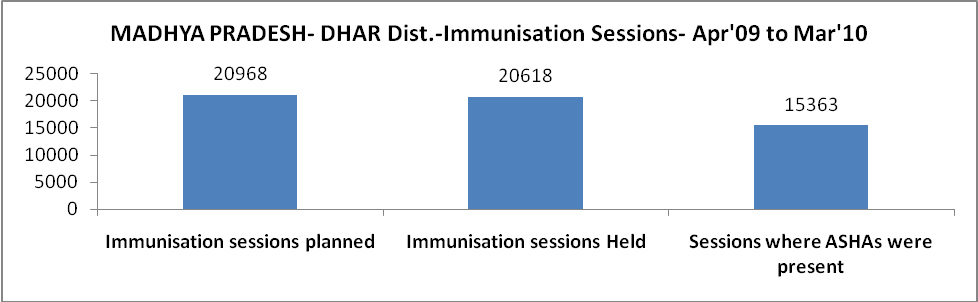 MADHYA PRADESH- DHAR Dist.-Immunisation Sessions- Apr'09 to Mar'10
25000
20000
15000
10000
5000
0
20968
20618
15363
Immunisation sessions planned
Immunisation sessions Held
Sessions where ASHAs were
present